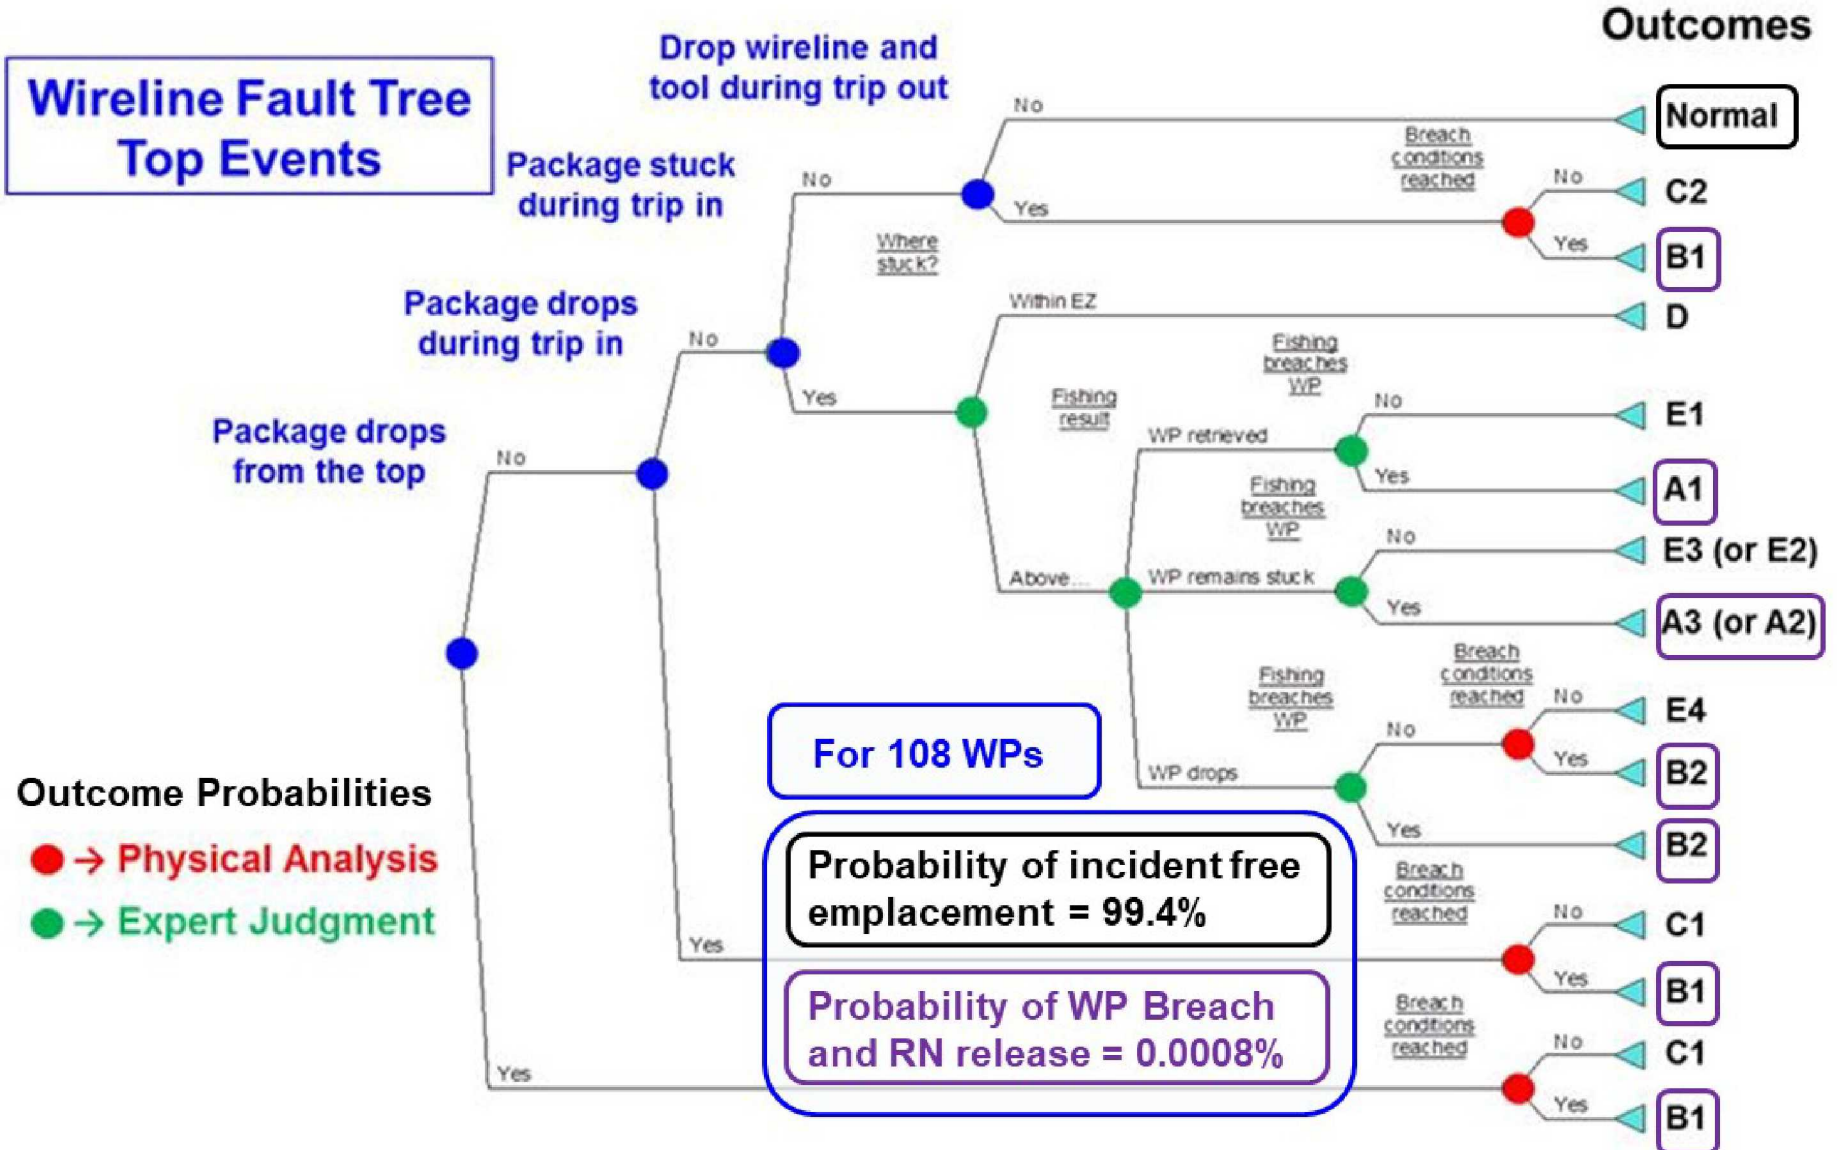 Outcomes
Wireline Fault Tree
Top Events
Drop wireline and
tool during trip out
No
Normal
Breach
conditions
reached
Package stuck
during trip in
No
Yes
No
C2
Yes
B1
Where
stuck?
Within EZ
D
Package drops
during trip in
No
Yes
Fishing
result
Fishing
breaches
WP
WP retrieved
No
E1
Yes
A1
Package drops
from the top
No
Fishing
breaches
WP
Above...
WP remains stuck
No
E3 (or E2)
Yes
A3 (or A2)
Fishing
breaches
WP
Breach
conditions
reached
WP drops
No
No
E4
Yes
B2
Yes
B2
For 108 WPs
Outcome Probabilities
→ Physical Analysis
→ Expert Judgment
Probability of incident free
emplacement = 99.4%
Probability of WP Breach
and RN release = 0.0008%
Yes
Breach
conditions
reached
No
C1
Yes
B1
Yes
Breach
conditions
reached
No
C1
Yes
B1